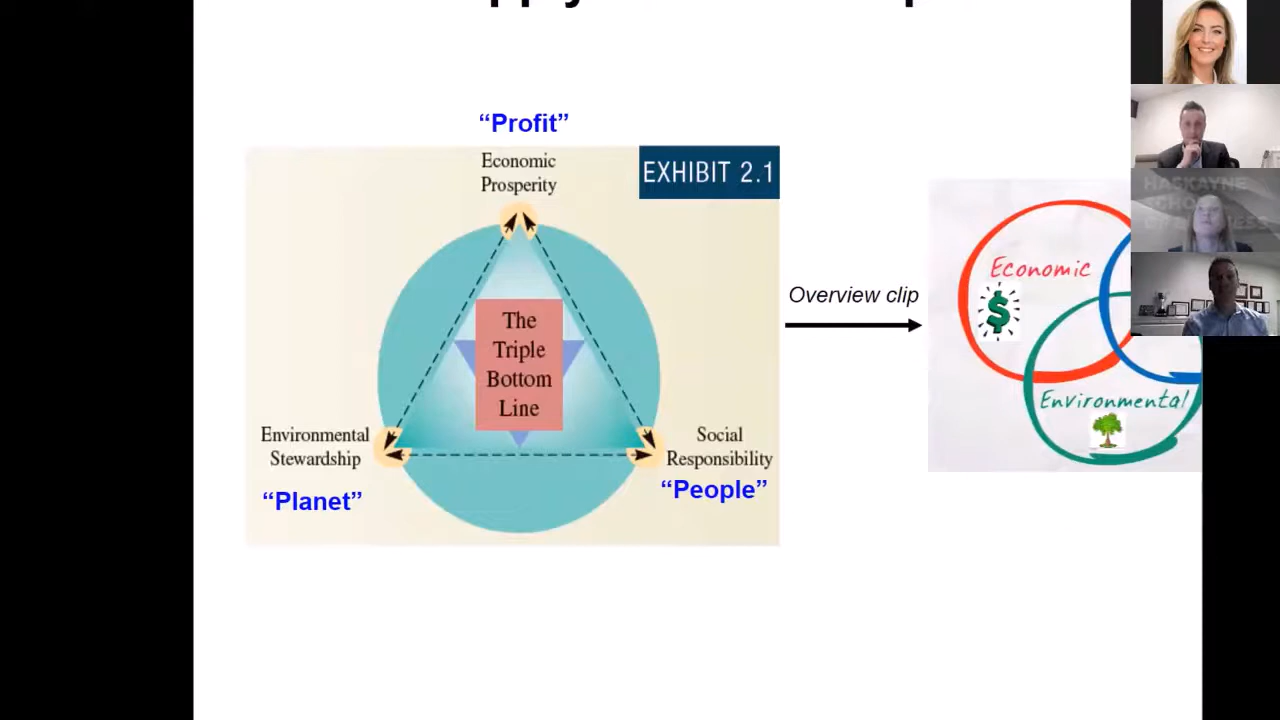 “Profit”
Economic
Prosperity
EXHIBIT 2.1
The
Triple
Bottom
Line
Environmental
Stewardship
“Planet”
Social
Responsibility
“People”
Overview clip
Economic
$
Environmental
HASKAYNE